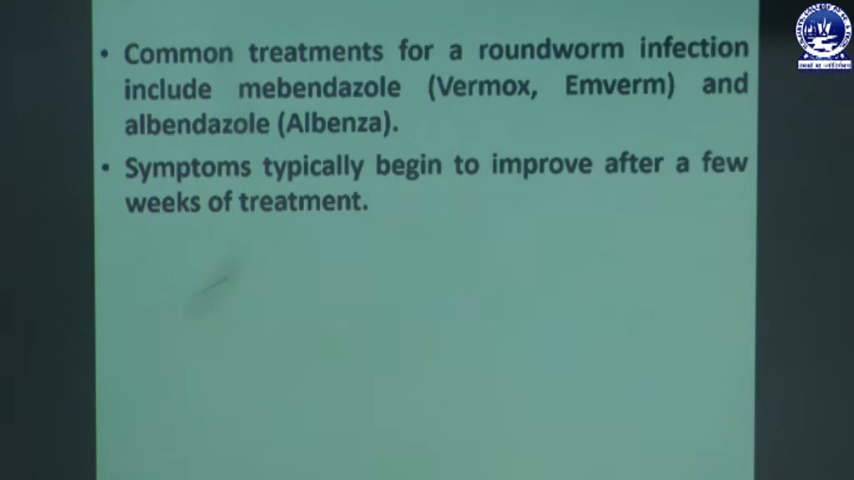 • Common treatments for a roundworm infection
include mebendazole (Vermox, Emverm) and
albendazole (Albenza).
• Symptoms typically begin to improve after a few
weeks of treatment.